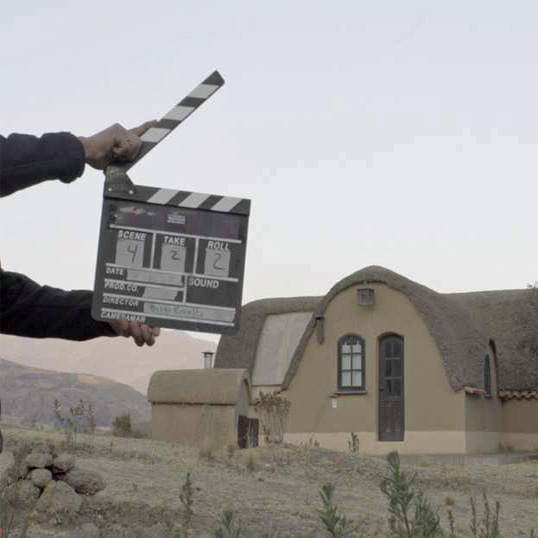 SCENE TAKE ROLL
4 2 2
DATE
SOUND
PROD.CO.
DIRECTOR
CAMERAMAN